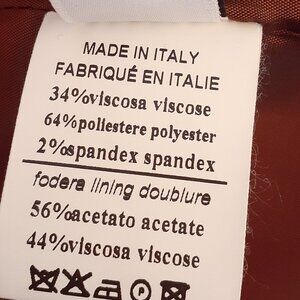 MADE IN ITALY
FABRIQUÉ EN ITALIE
34%viscosa viscose
64%poliestere polyester
2%spandex spandex
fodera lining doublure
56%acetato acetate
44%viscosa viscose